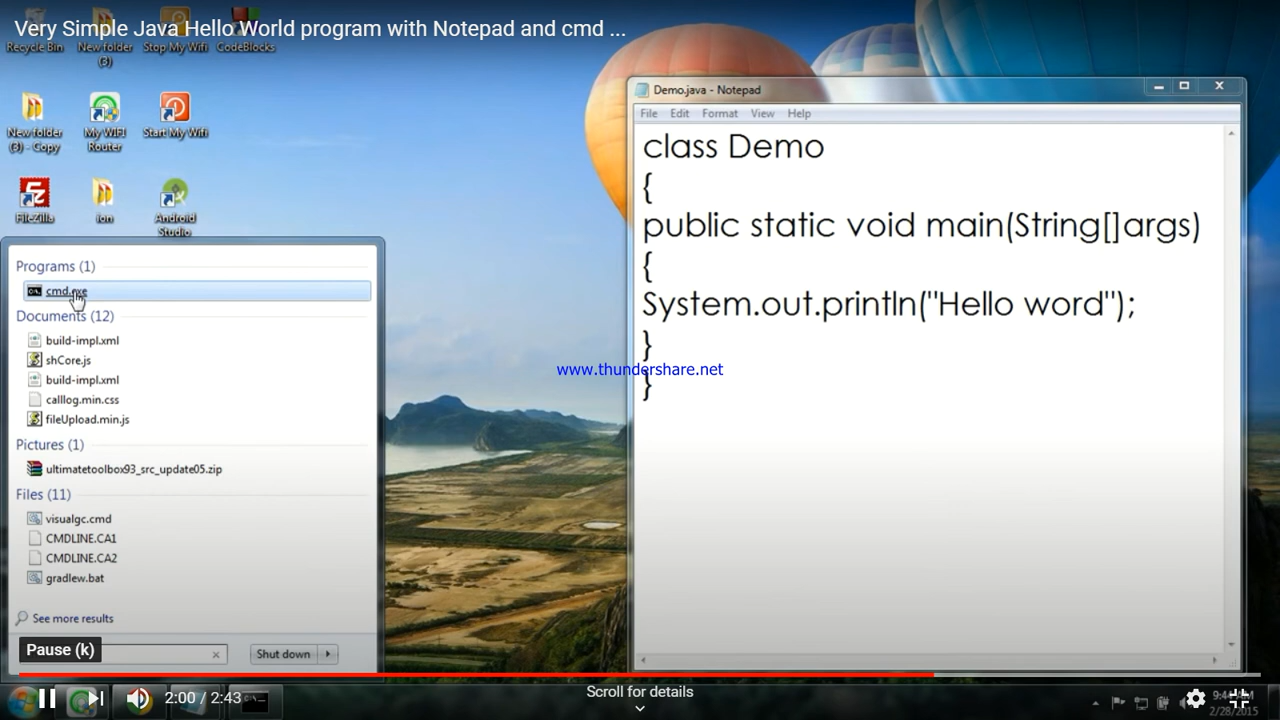 Very Simple Java Hello World program with Notepad and cmd ...
Recycle Bin
New folder (3)
Stop My Wifi
CodeBlocks
New folder (3) - Copy
My WIFI Router
Start My Wifi
FileZilla
ion
Android Studio
Demo.java - Notepad
File Edit Format View Help
class Demo
{
public static void main(String[]args)
{
System.out.println("Hello word");
}
}
www.thundershare.net
Programs (1)
cmd.exe
Documents (12)
build-impl.xml
shCore.js
build-impl.xml
calllog.min.css
fileUpload.min.js
Pictures (1)
ultimatetoolbox93_src_update05.zip
Files (11)
visualgc.cmd
CMDLINE.CA1
CMDLINE.CA2
gradlew.bat
See more results
Pause (k)
Shut down
2:00 / 2:43
Scroll for details
2/28/2015